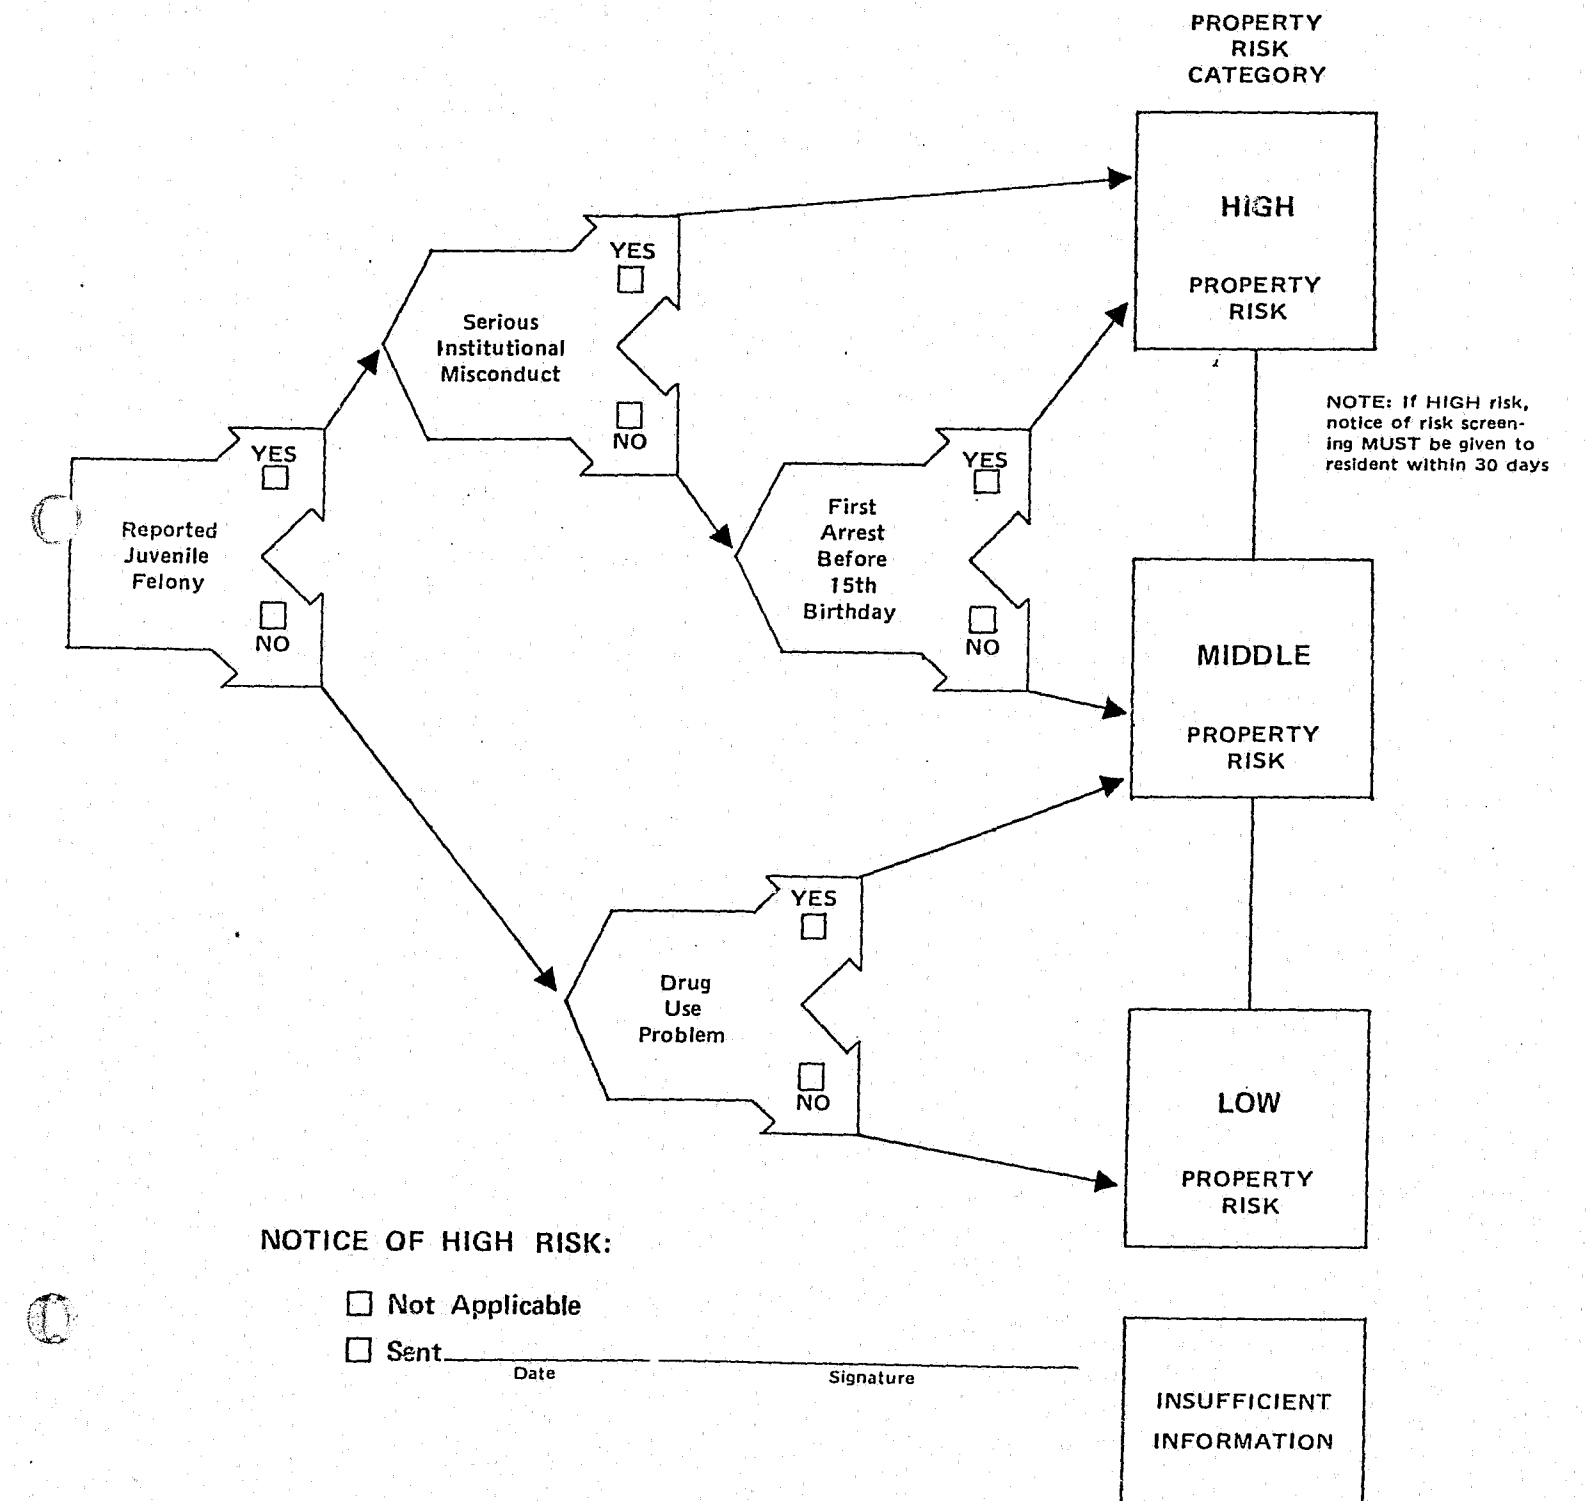 PROPERTY
RISK
CATEGORY
HIGH
PROPERTY
RISK
NOTE: If HIGH risk,
notice of risk screen-
ing MUST be given to
resident within 30 days
YES
Serious
Institutional
Misconduct
NO
YES
Reported
Juvenile
Felony
NO
YES
First
Arrest
Before
15th
Birthday
NO
MIDDLE
PROPERTY
RISK
YES
Drug
Use
Problem
NO
LOW
PROPERTY
RISK
NOTICE OF HIGH RISK:
Not Applicable
Sent
Date
Signature
INSUFFICIENT
INFORMATION